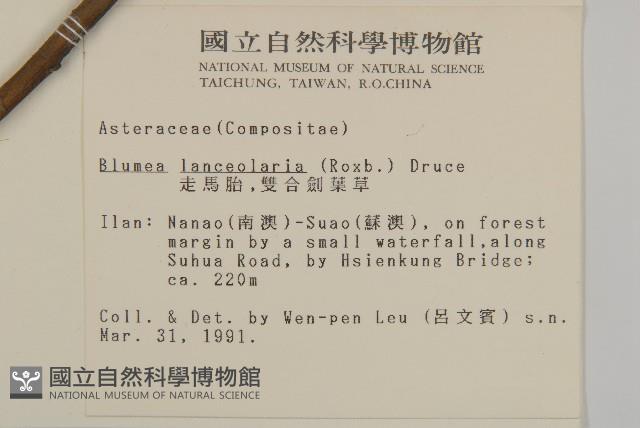 國立自然科學博物館
NATIONAL MUSEUM OF NATURAL SCIENCE
TAICHUNG, TAIWAN, R.O.CHINA
Asteraceae(Compositae)
Blumea lanceolaria (Roxb.) Druce
走馬胎,雙合劍葉草
Ilan: Nanao(南澳)-Suao(蘇澳), on forest
margin by a small waterfall,along
Suhua Road, by Hsienkung Bridge;
ca. 220m
Coll. & Det. by Wen-pen Leu (呂文賓) s.n.
Mar. 31, 1991.
國立自然科學博物館
NATIONAL MUSEUM OF NATURAL SCIENCE